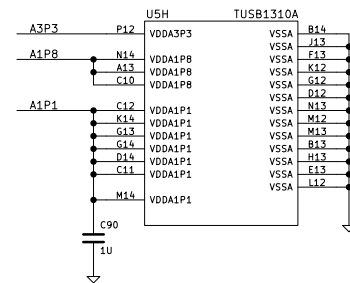 U5H TUSB1310A
A3P3 P12 VDDA3P3 VSSA B14
VSSA J13
A1P8 N14 VDDA1P8 VSSA F13
A13 VDDA1P8 VSSA K12
C10 VDDA1P8 VSSA G12
VSSA D12
A1P1 C12 VDDA1P1 VSSA N13
K14 VDDA1P1 VSSA M12
G13 VDDA1P1 VSSA M13
G14 VDDA1P1 VSSA B13
D14 VDDA1P1 VSSA H13
C11 VDDA1P1 VSSA E13
VSSA L12
M14 VDDA1P1
C90
1U